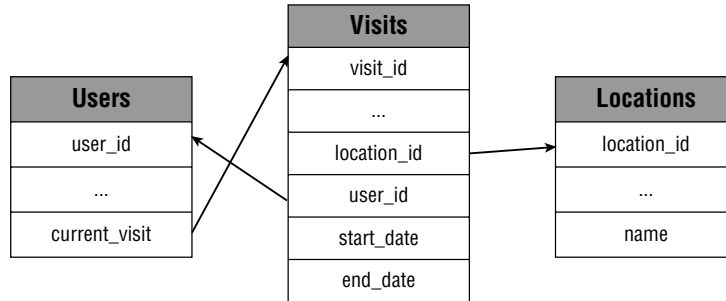 Users
user_id
...
current_visit
Visits
visit_id
...
location_id
user_id
start_date
end_date
Locations
location_id
...
name